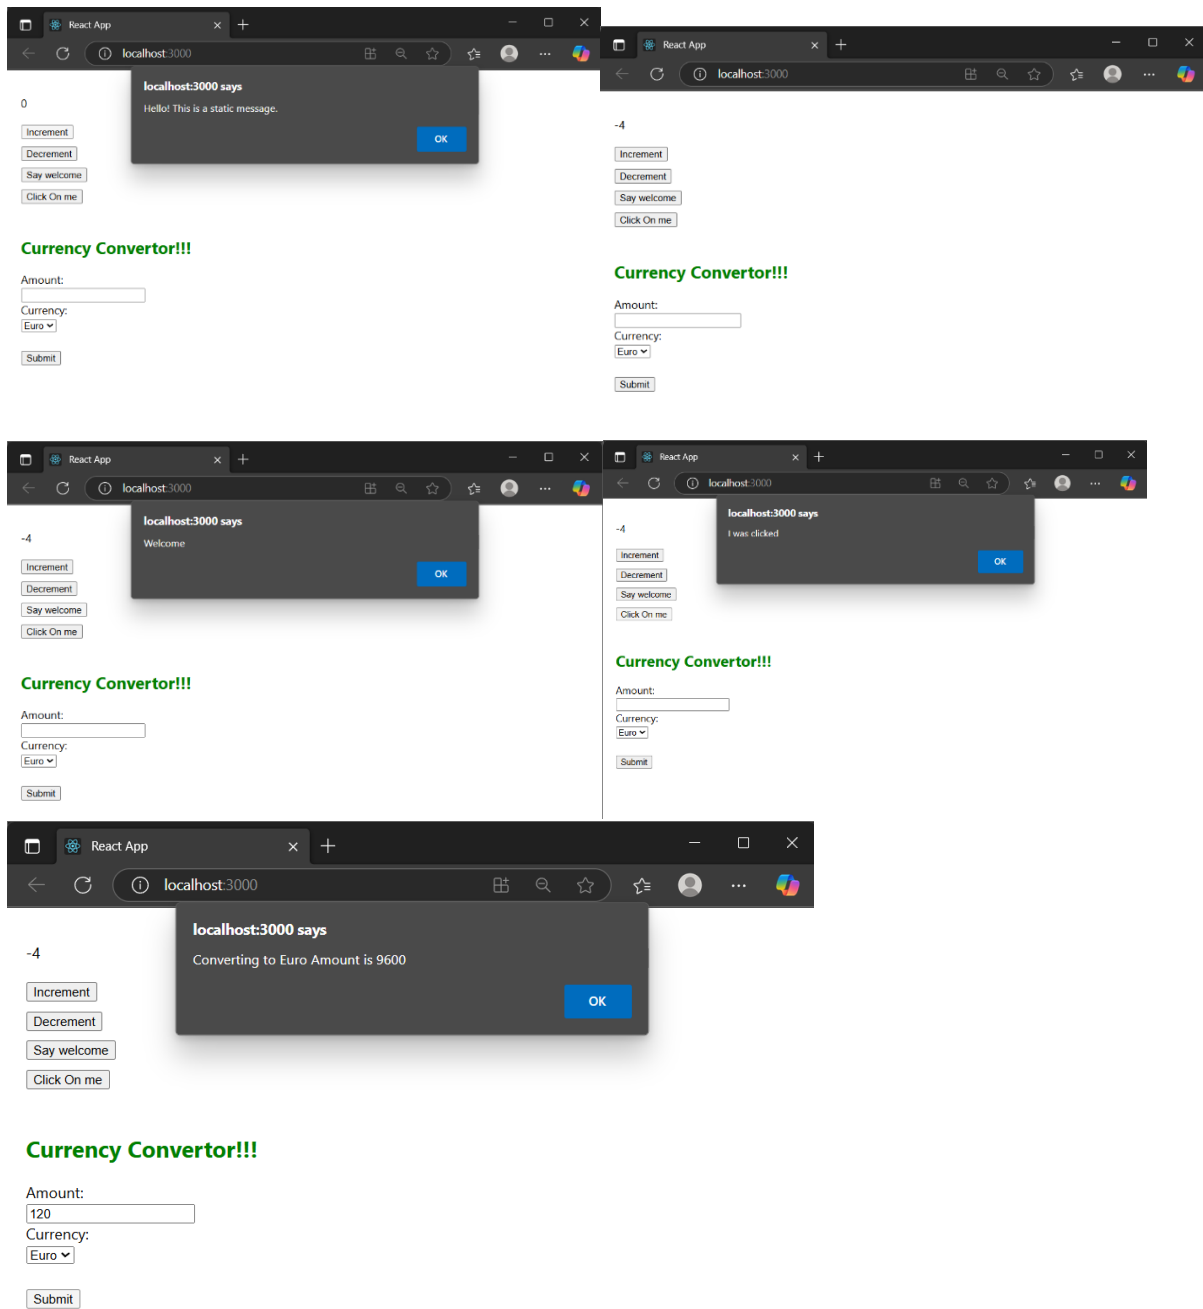 React App
localhost:3000
localhost:3000 says
Hello! This is a static message.
OK
0
Increment
Decrement
Say welcome
Click On me
Currency Convertor!!!
Amount:
Currency:
Euro
Submit
React App
localhost:3000
-4
Increment
Decrement
Say welcome
Click On me
Currency Convertor!!!
Amount:
Currency:
Euro
Submit
React App
localhost:3000
localhost:3000 says
Welcome
OK
-4
Increment
Decrement
Say welcome
Click On me
Currency Convertor!!!
Amount:
Currency:
Euro
Submit
React App
localhost:3000
localhost:3000 says
I was clicked
OK
-4
Increment
Decrement
Say welcome
Click On me
Currency Convertor!!!
Amount:
Currency:
Euro
Submit
React App
localhost:3000
localhost:3000 says
Converting to Euro Amount is 9600
OK
-4
Increment
Decrement
Say welcome
Click On me
Currency Convertor!!!
Amount:
120
Currency:
Euro
Submit